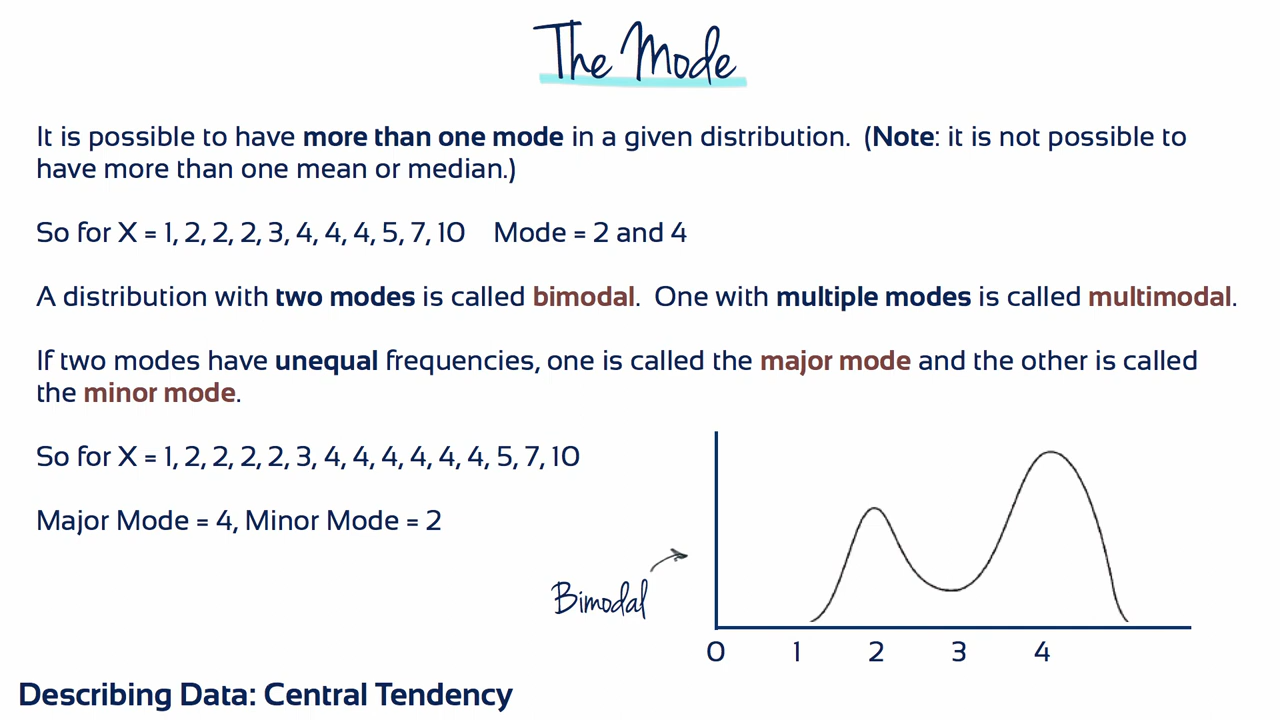 The Mode
It is possible to have more than one mode in a given distribution. (Note: it is not possible to
have more than one mean or median.)
So for X = 1, 2, 2, 2, 3, 4, 4, 4, 5, 7, 10 Mode = 2 and 4
A distribution with two modes is called bimodal. One with multiple modes is called multimodal.
If two modes have unequal frequencies, one is called the major mode and the other is called
the minor mode.
So for X = 1, 2, 2, 2, 2, 3, 4, 4, 4, 4, 4, 4, 5, 7, 10
Major Mode = 4, Minor Mode = 2
Bimodal
0 1 2 3 4
Describing Data: Central Tendency